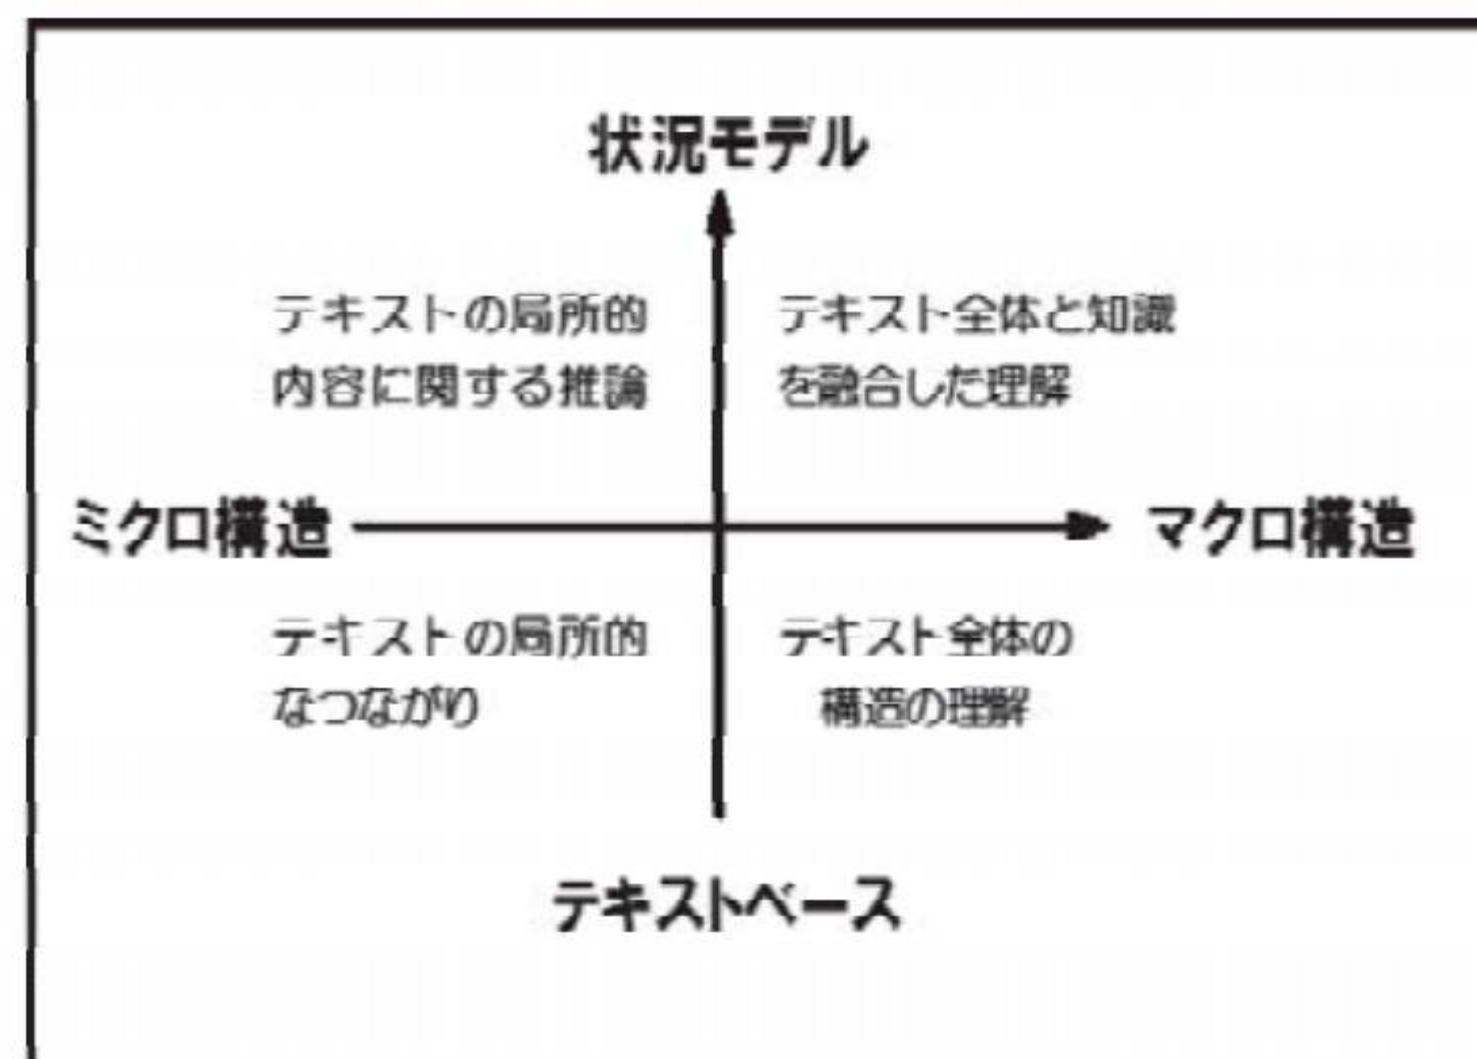 状況モデル
テキストの局所的
内容に関する推論
テキスト全体と知識
を融合した理解
ミクロ構造
マクロ構造
テキストの局所的
なつながり
テキスト全体の
構造の理解
テキストベース